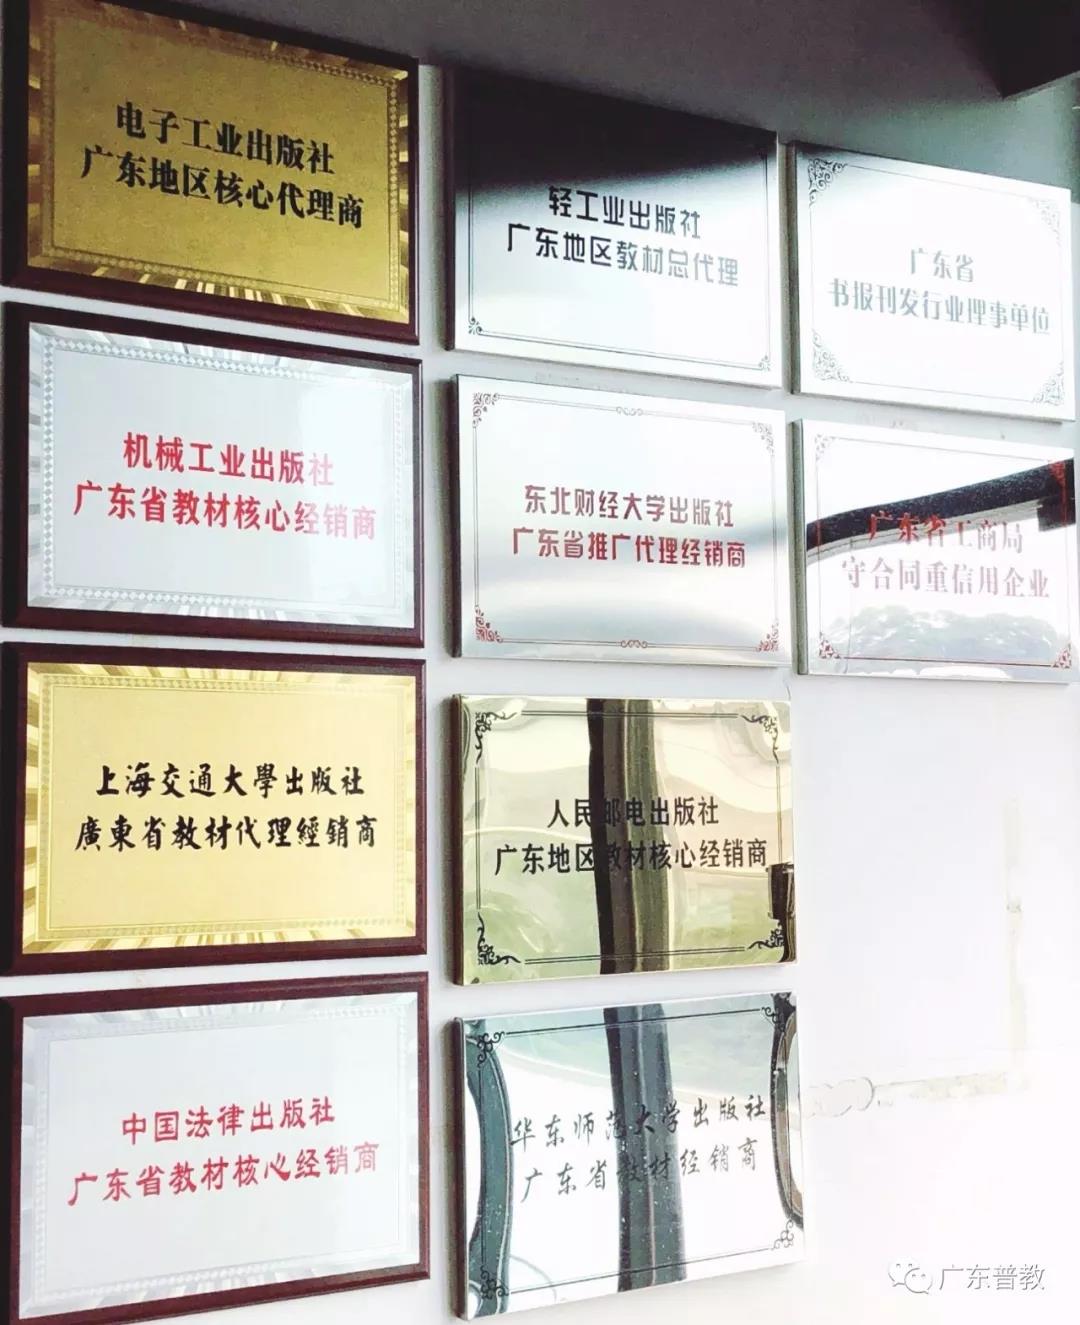 电子工业出版社
广东地区核心代理商
机械工业出版社
广东省教材核心经销商
上海交通大學出版社
廣東省教材代理經銷商
中国法律出版社
广东省教材核心经销商
轻工业出版社
广东地区教材总代理
东北财经大学出版社
广东省推广代理经销商
人民邮电出版社
广东地区教材核心经销商
华东师范大学出版社
广东省教材经销商
广东省
书报刊发行业理事单位
广东省工商局
守合同重信用企业
广东普教